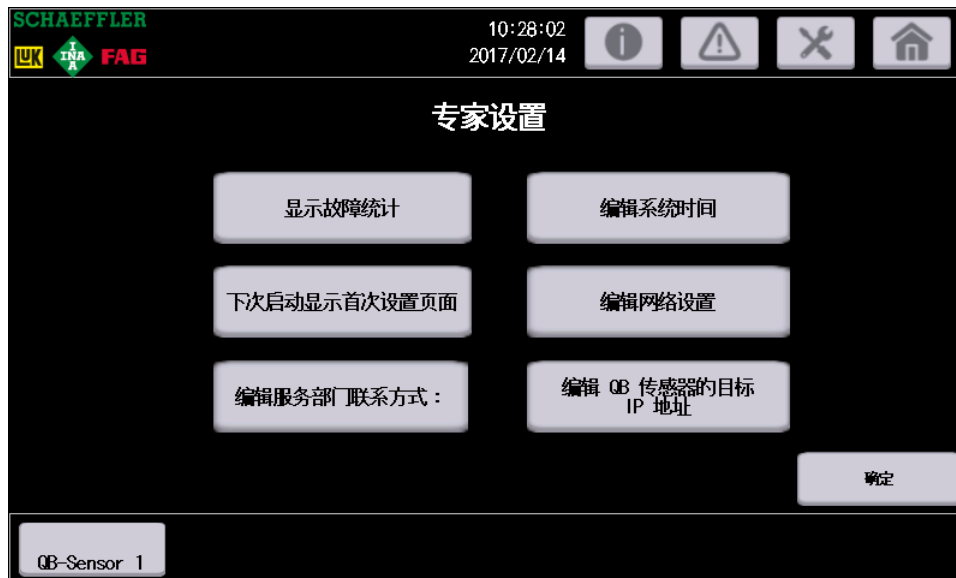 SCHAEFFLER
LUK INA FAG
10:28:02
2017/02/14
专家设置
显示故障统计
编辑系统时间
下次启动显示首次设置页面
编辑网络设置
编辑服务部门联系方式：
编辑 QB 传感器的目标
IP 地址
确定
QB-Sensor 1